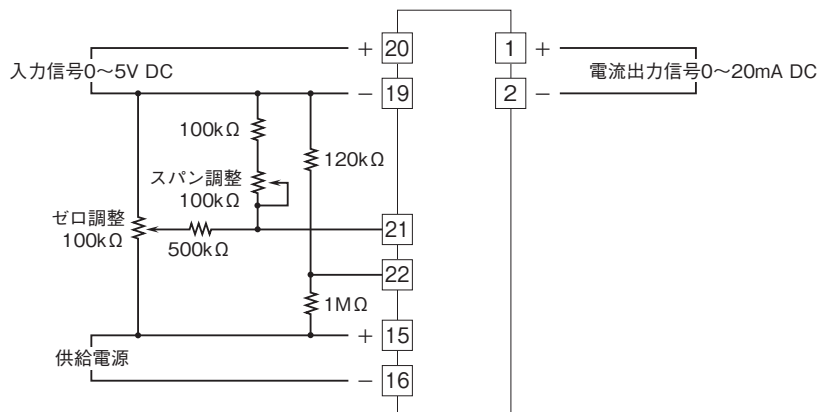 + 20
入力信号0〜5V DC
− 19
1 +
電流出力信号0〜20mA DC
2 −
100kΩ
120kΩ
スパン調整
100kΩ
ゼロ調整
100kΩ
500kΩ
21
22
1MΩ
+ 15
供給電源
− 16